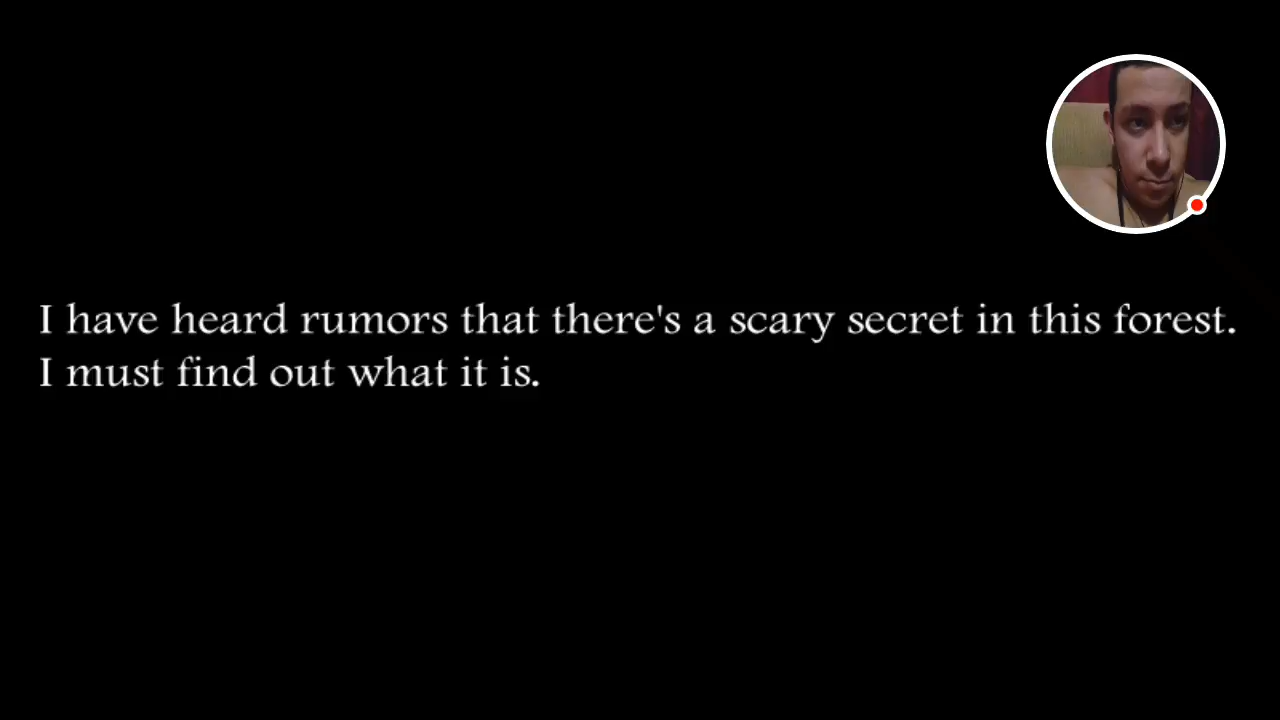 I have heard rumors that there's a scary secret in this forest.
I must find out what it is.